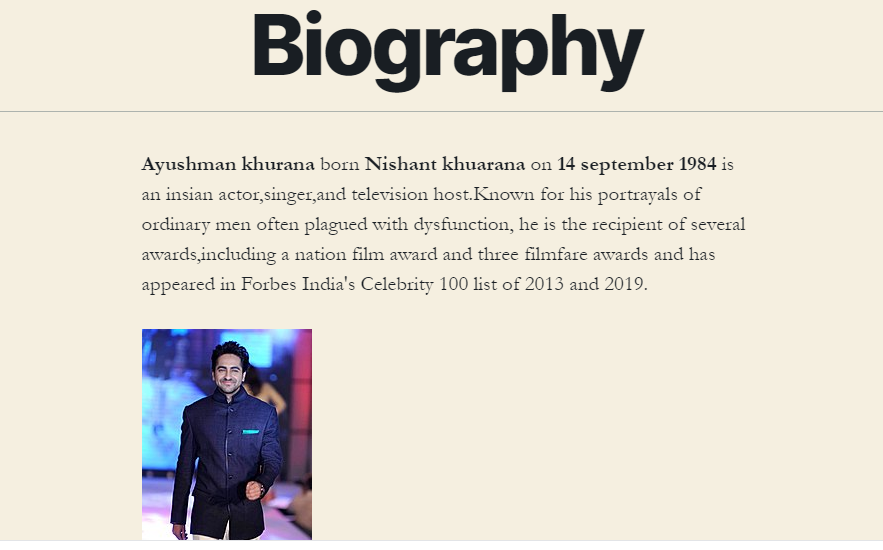 Biography
Ayushman khurana born Nishant khuarana on 14 september 1984 is
an insian actor,singer,and television host.Known for his portrayals of
ordinary men often plagued with dysfunction, he is the recipient of several
awards,including a nation film award and three filmfare awards and has
appeared in Forbes India's Celebrity 100 list of 2013 and 2019.